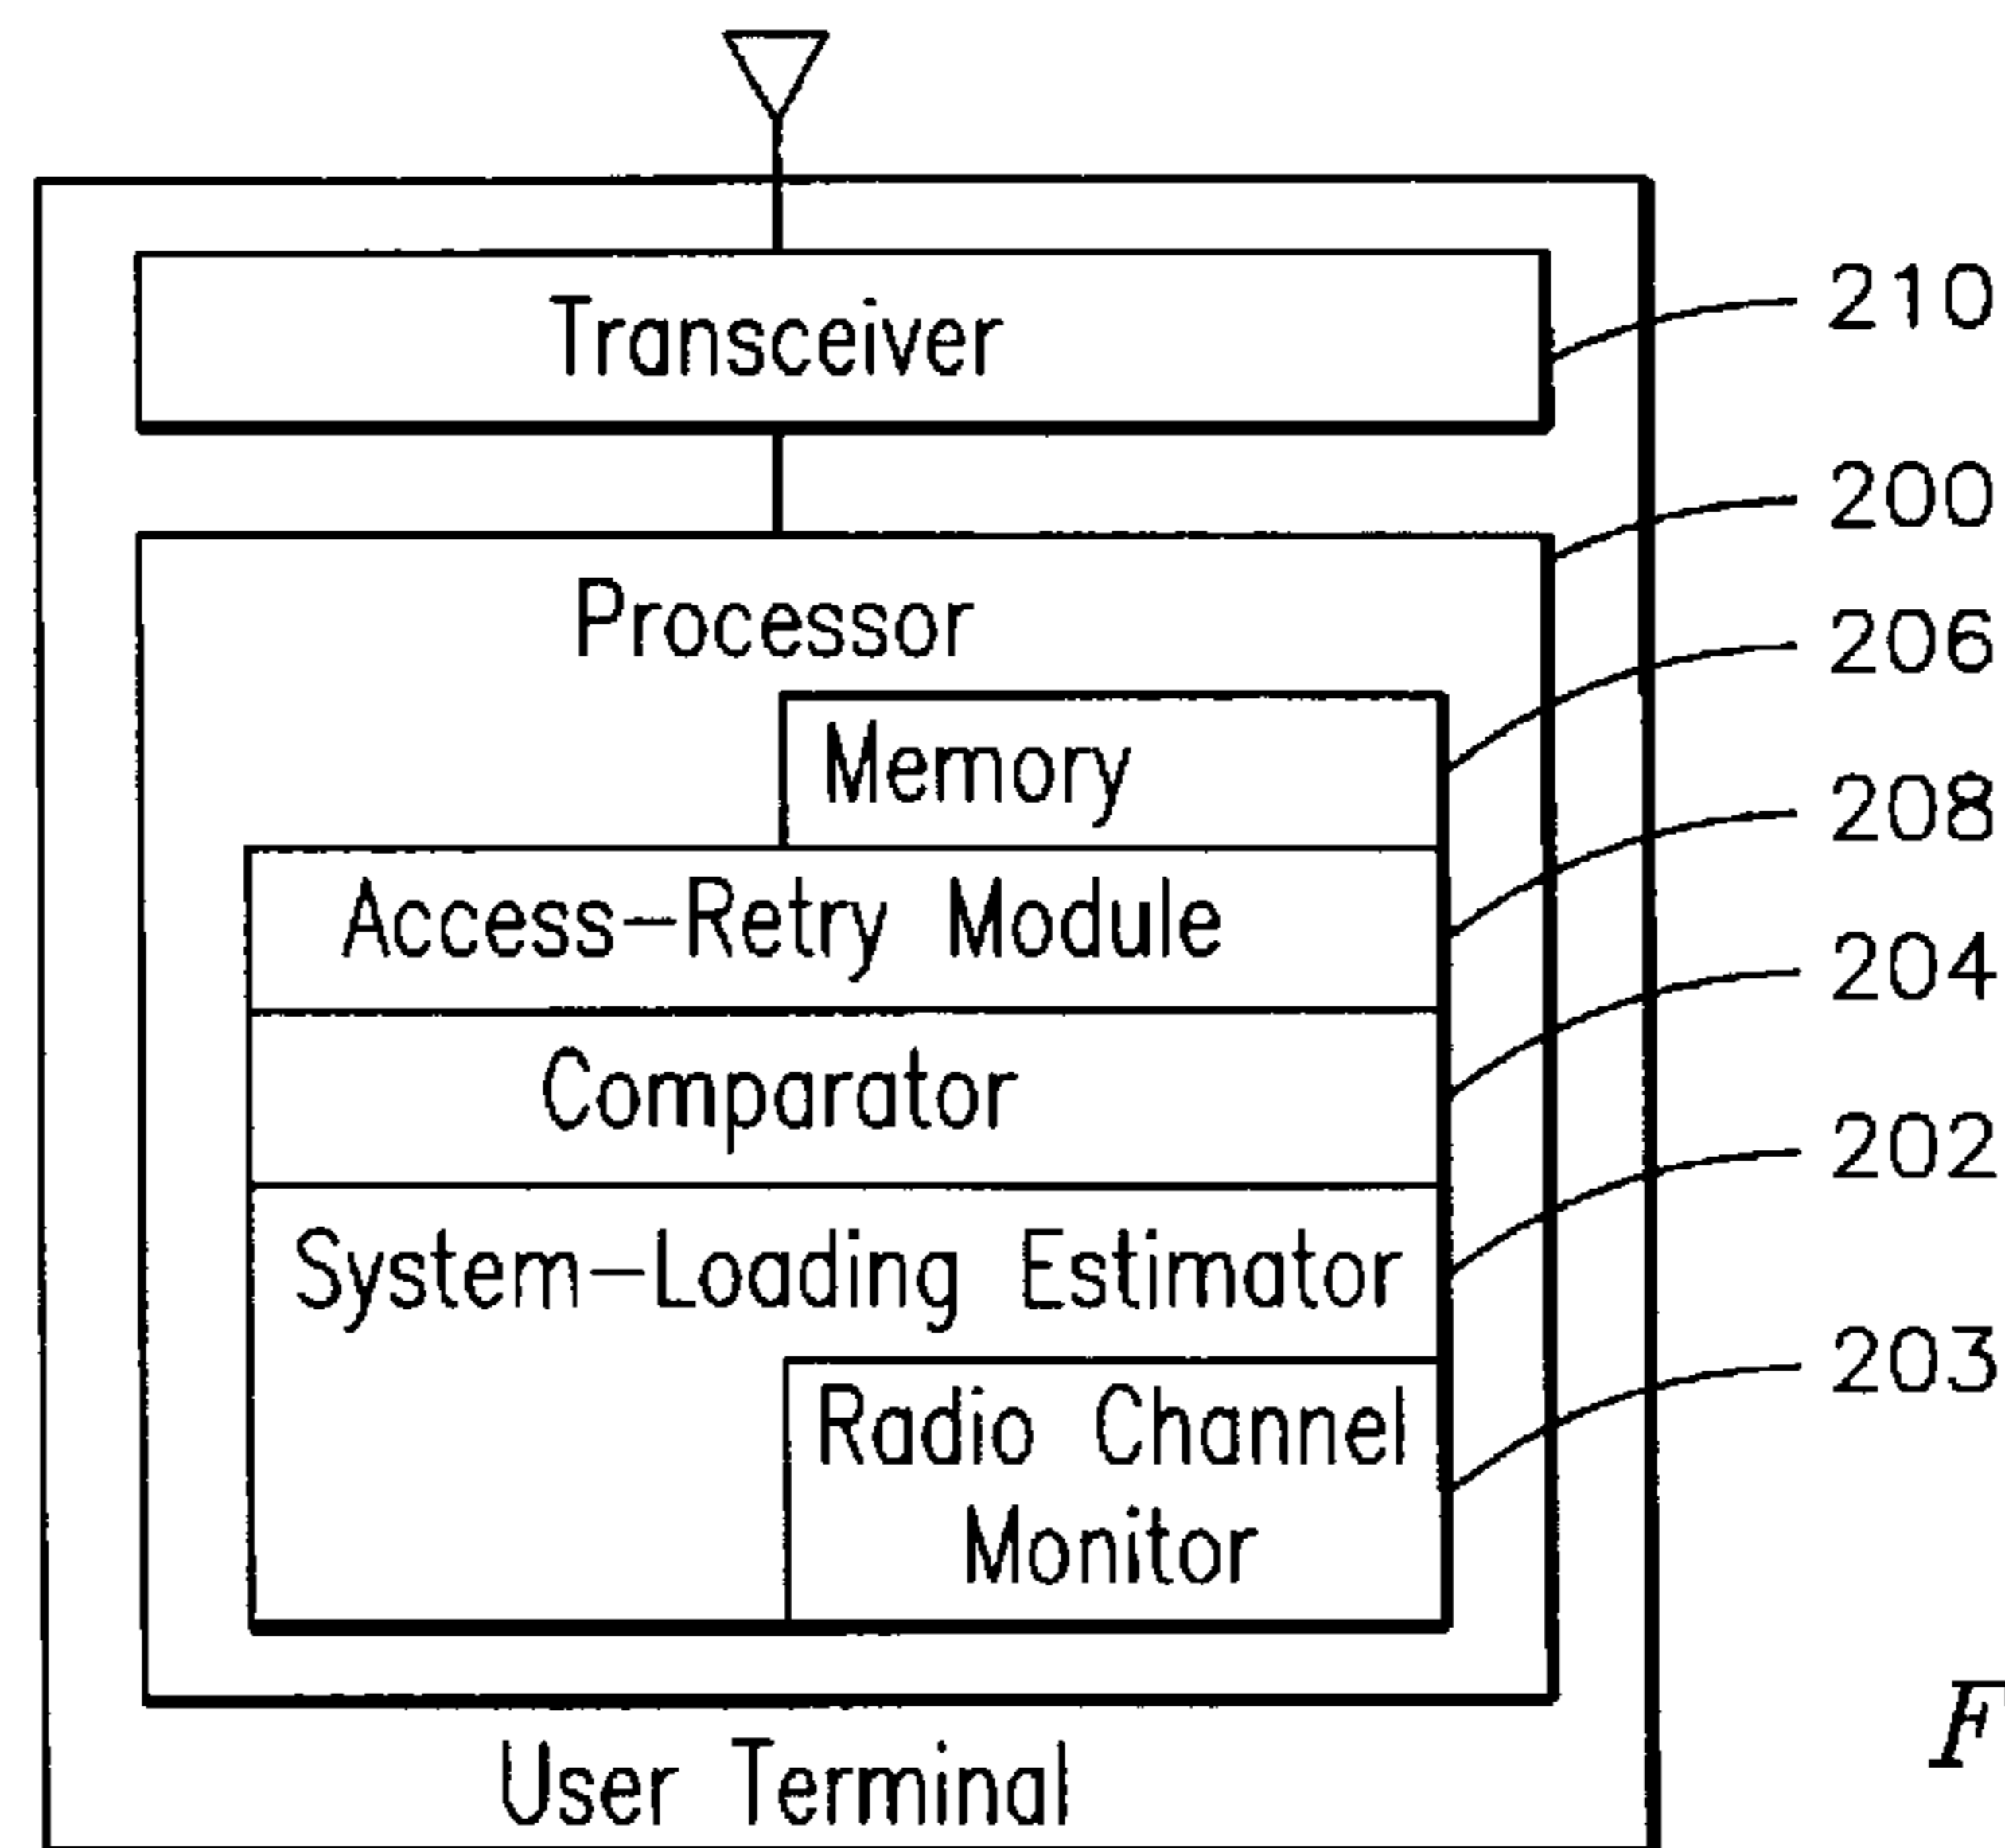 Transceiver
210
200
Processor
206
Memory
208
Access-Retry Module
204
Comparator
202
System-Loading Estimator
203
Radio Channel
Monitor
User Terminal
F